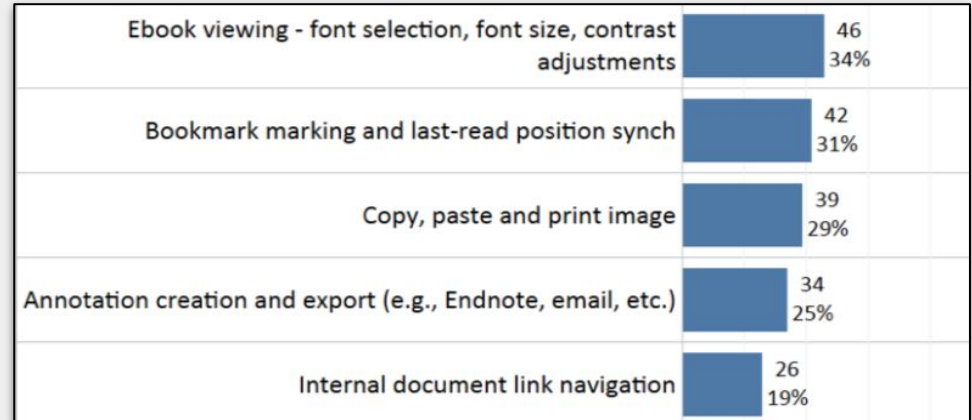 Ebook viewing - font selection, font size, contrast
adjustments
46
34%
Bookmark marking and last-read position synch
42
31%
Copy, paste and print image
39
29%
Annotation creation and export (e.g., Endnote, email, etc.)
34
25%
Internal document link navigation
26
19%